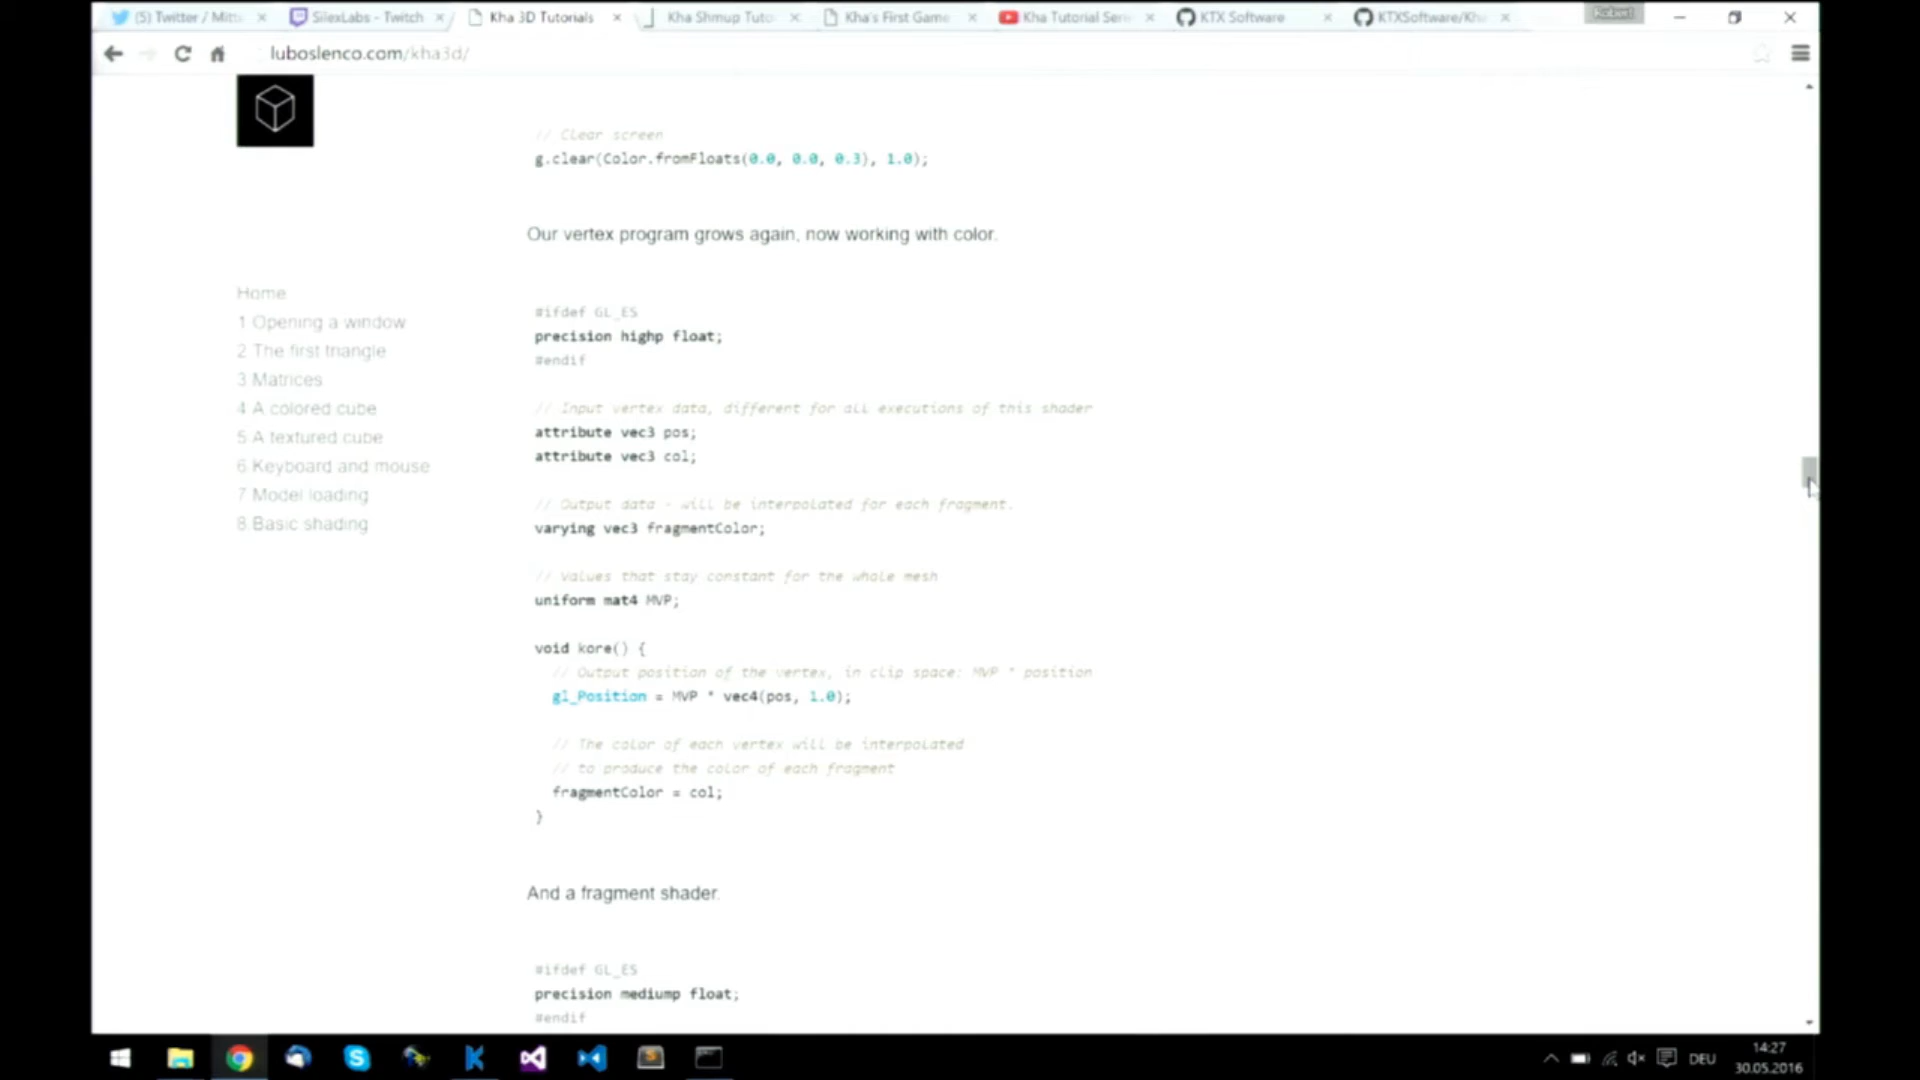 (5) Twitter / Mitt
SilexLabs - Twitch
Kha 3D Tutorials
Kha Shmup Tuto
Kha's First Game
Kha Tutorial Seri
KTX Software
KTXSoftware/Kha
Robert
luboslenco.com/kha3d/
// Clear screen
g.clear(Color.fromFloats(0.0, 0.0, 0.3), 1.0);
Our vertex program grows again, now working with color.
Home
1 Opening a window
2 The first triangle
3 Matrices
4 A colored cube
5 A textured cube
6 Keyboard and mouse
7 Model loading
8 Basic shading
#ifdef GL_ES
precision highp float;
#endif
// Input vertex data, different for all executions of this shader
attribute vec3 pos;
attribute vec3 col;
// Output data - will be interpolated for each fragment.
varying vec3 fragmentColor;
// Values that stay constant for the whole mesh
uniform mat4 MVP;
void kore() {
// Output position of the vertex, in clip space: MVP * position
gl_Position = MVP * vec4(pos, 1.0);
// The color of each vertex will be interpolated
// to produce the color of each fragment
fragmentColor = col;
}
And a fragment shader.
#ifdef GL_ES
precision mediump float;
#endif
DEU
14:27
30.05.2016